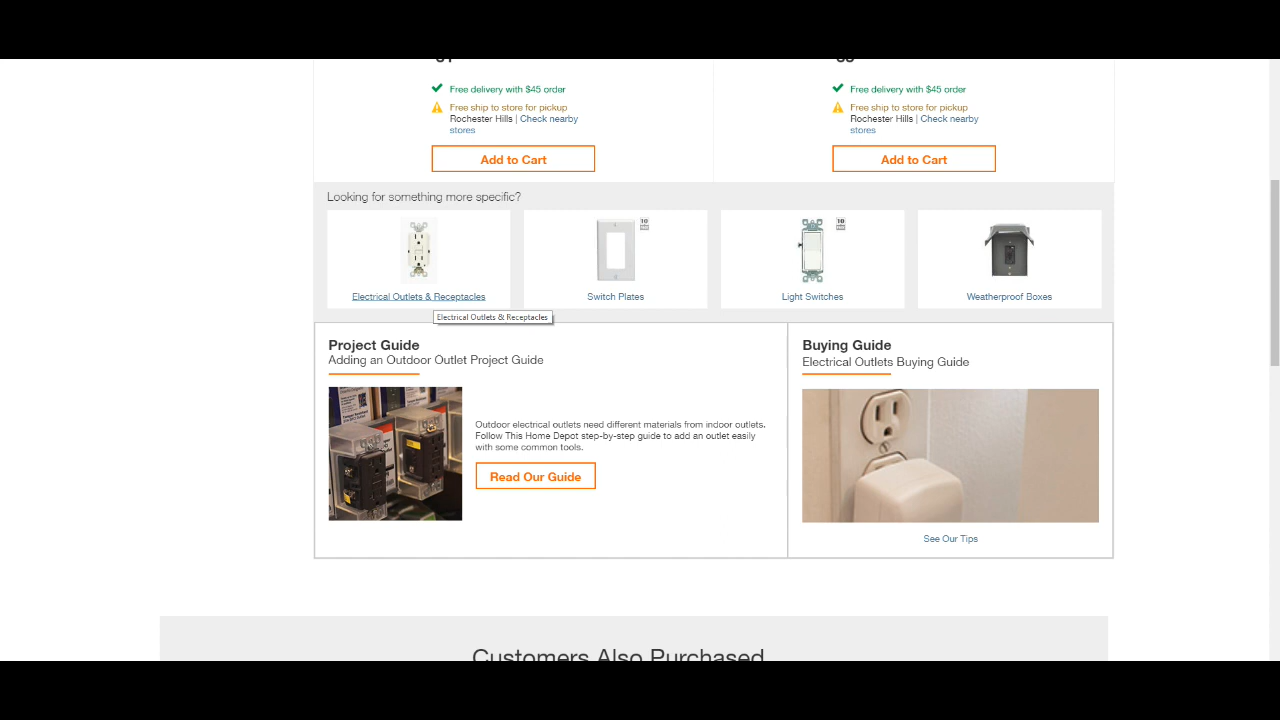 Free delivery with $45 order
Free ship to store for pickup
Rochester Hills | Check nearby
stores
Add to Cart
Free delivery with $45 order
Free ship to store for pickup
Rochester Hills | Check nearby
stores
Add to Cart
Looking for something more specific?
Electrical Outlets & Receptacles
Switch Plates
Light Switches
Weatherproof Boxes
Electrical Outlets & Receptacles
Project Guide
Adding an Outdoor Outlet Project Guide
Outdoor electrical outlets need different materials from indoor outlets.
Follow This Home Depot step-by-step guide to add an outlet easily
with some common tools.
Read Our Guide
Buying Guide
Electrical Outlets Buying Guide
See Our Tips
Customers Also Purchased